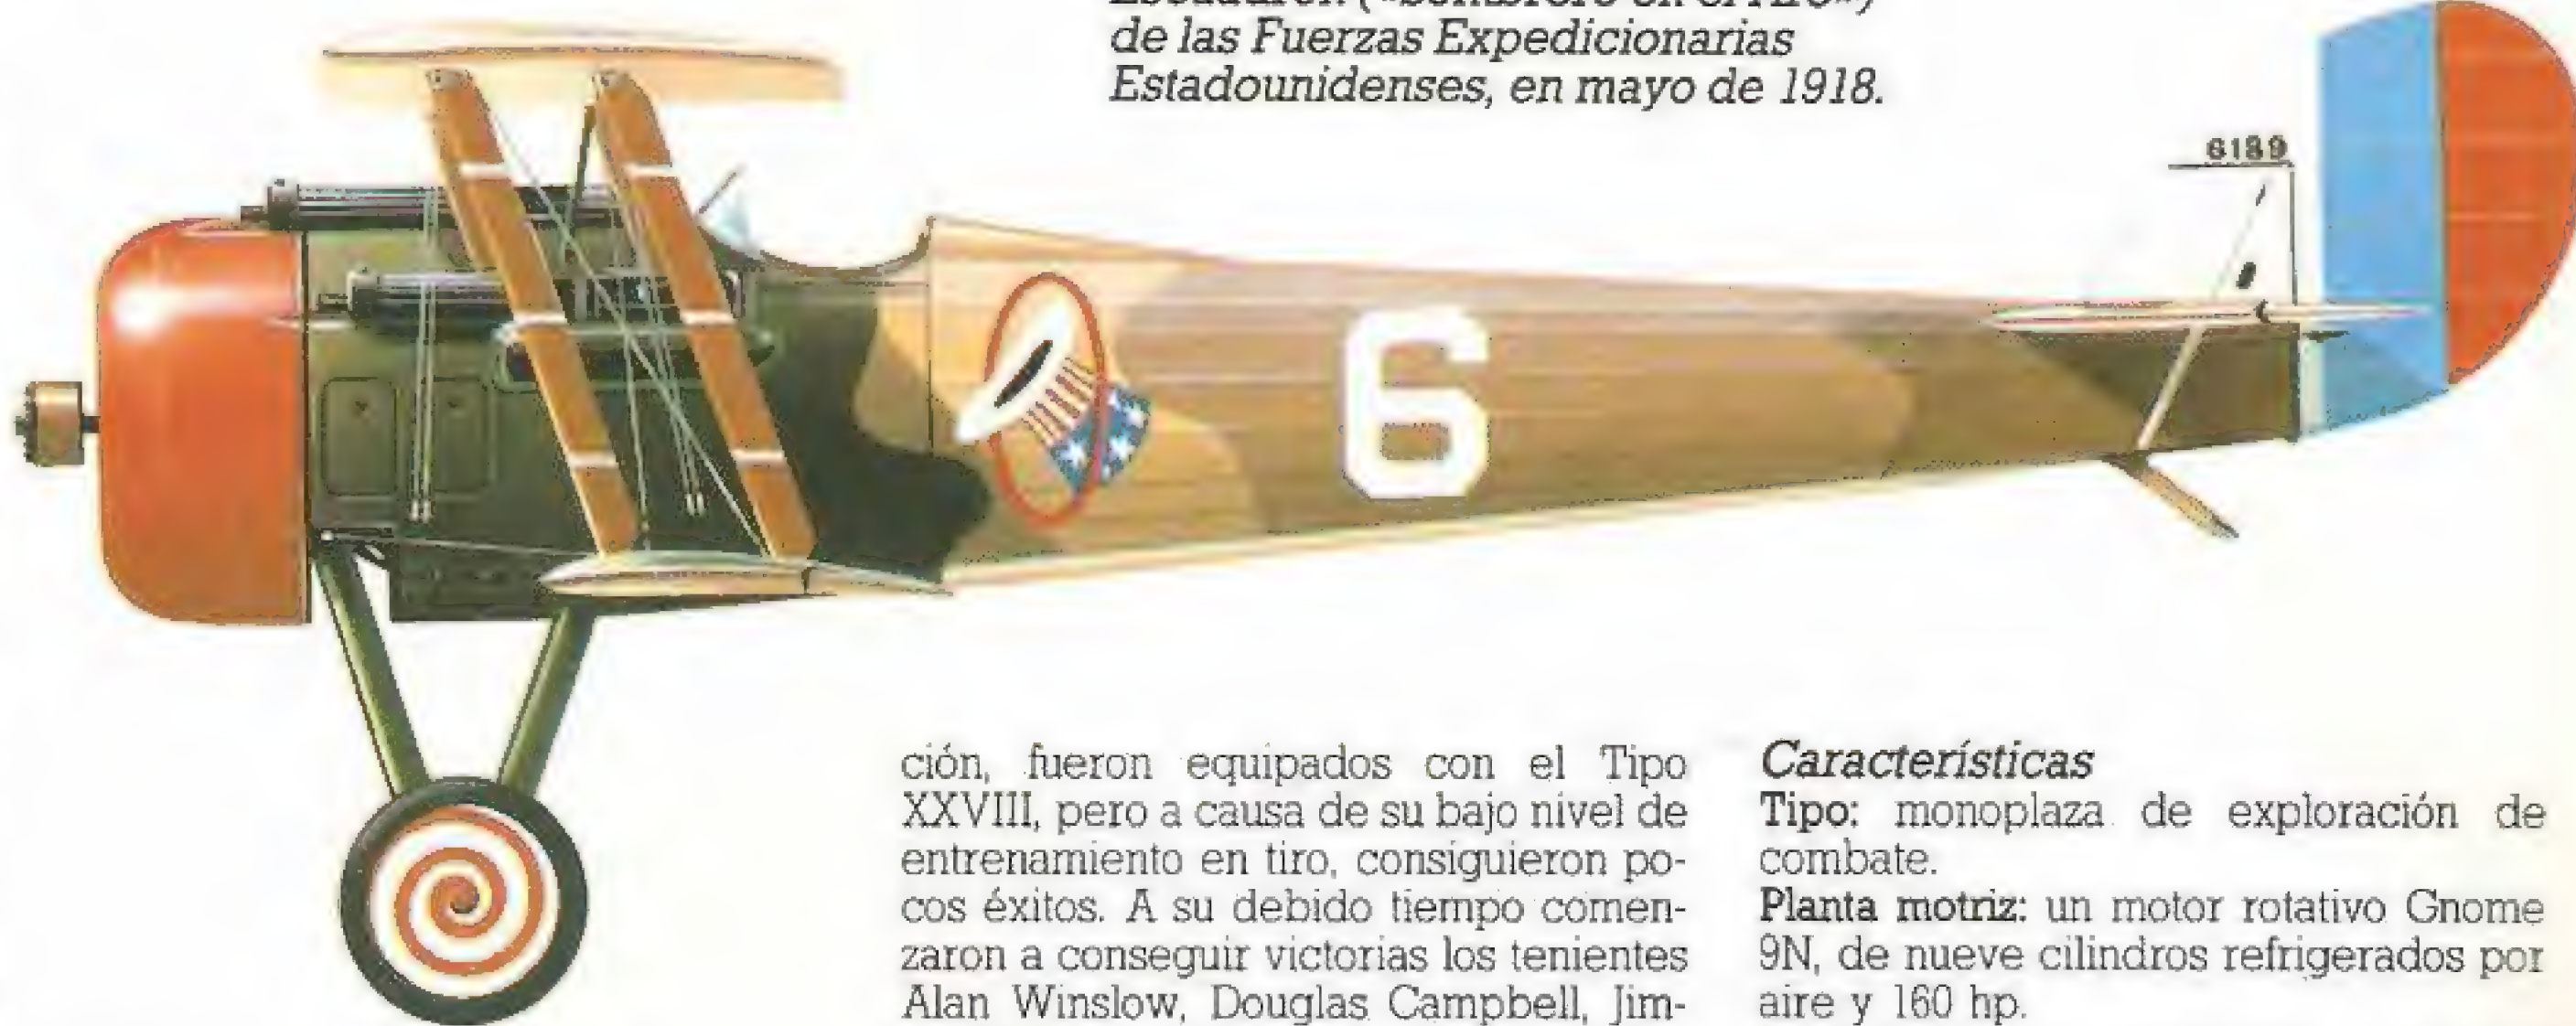 de las Fuerzas Expedicionarias
Estadounidenses, en mayo de 1918.
6189
6
ción, fueron equipados con el Tipo
XXVIII, pero a causa de su bajo nivel de
entrenamiento en tiro, consiguieron po-
cos éxitos. A su debido tiempo comen-
zaron a conseguir victorias los tenientes
Alan Winslow, Douglas Campbell, Jim-
Características
Tipo: monoplaza de exploración de
combate.
Planta motriz: un motor rotativo Gnome
9N, de nueve cilindros refrigerados por
aire y 160 hp.